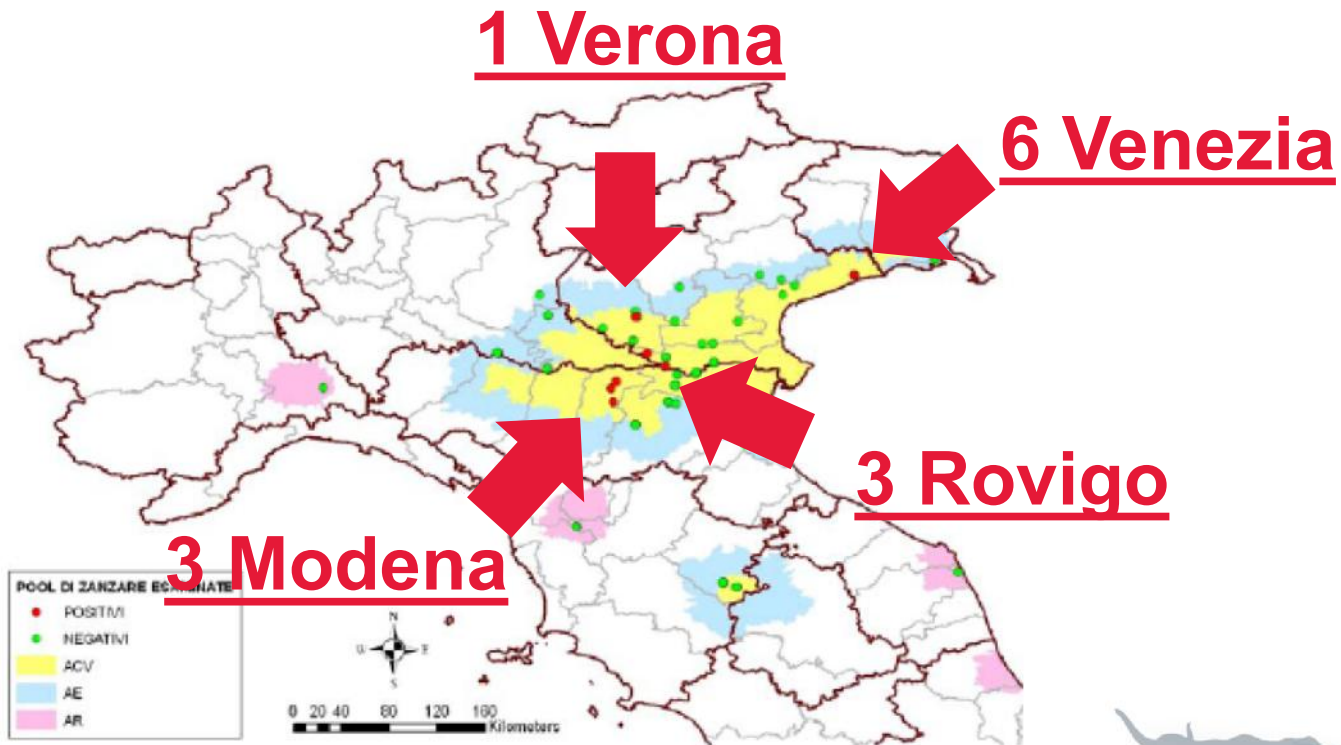 1 Verona
6 Venezia
3 Rovigo
3 Modena
POOL DI ZANZARE ESAMINATE
POSITIVI
NEGATIVI
ACV
AE
AR
N
W E
S
0 20 40 80 120 160
Kilometers